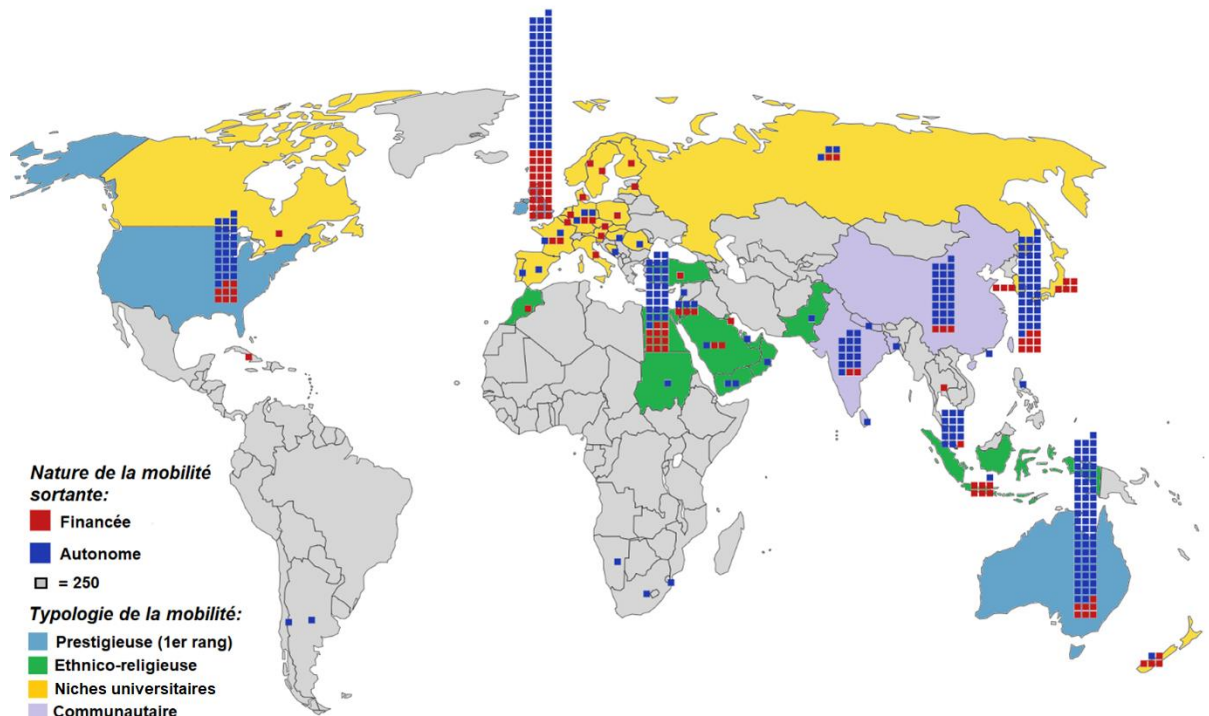 Nature de la mobilité
sortante:
Financée
Autonome
= 250
Typologie de la mobilité:
Prestigieuse (1er rang)
Ethnico-religieuse
Niches universitaires
Communautaire